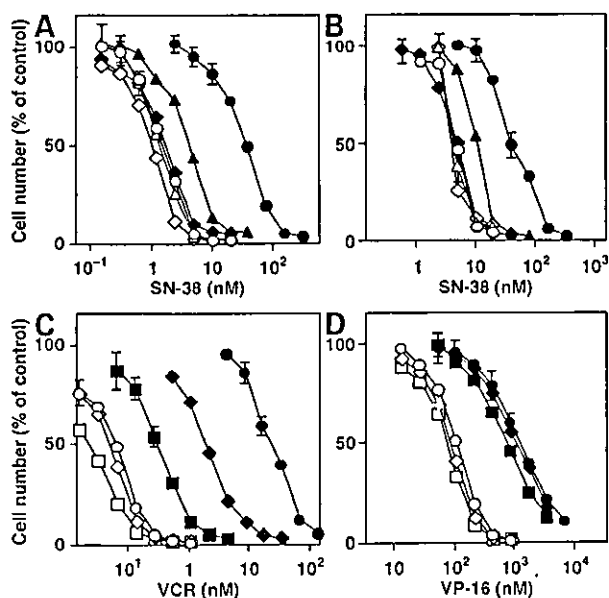 A
Cell number (% of control)
100
50
0
10⁻¹
1
10
10²
SN-38 (nM)
B
100
50
0
1
10
10²
10³
SN-38 (nM)
C
Cell number (% of control)
100
50
0
10¹
1
10¹
10²
VCR (nM)
D
100
50
0
10
10²
10³
10⁴
VP-16 (nM)